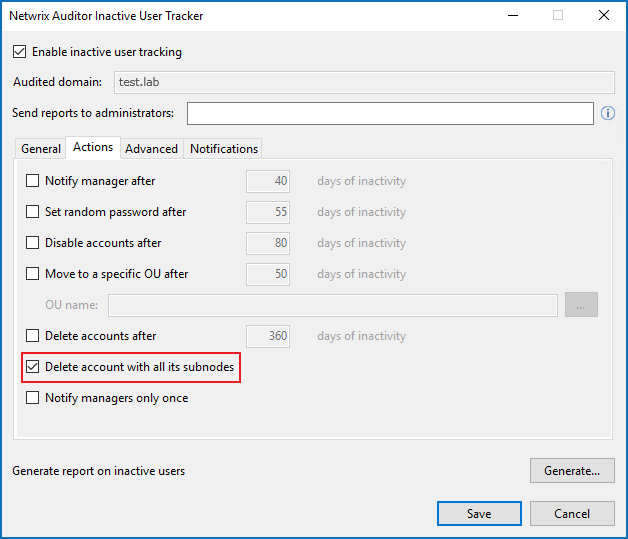 Netwrix Auditor Inactive User Tracker
Enable inactive user tracking
Audited domain: test.lab
Send reports to administrators:
General Actions Advanced Notifications
Notify manager after 40 days of inactivity
Set random password after 55 days of inactivity
Disable accounts after 80 days of inactivity
Move to a specific OU after 50 days of inactivity
OU name: ...
Delete accounts after 360 days of inactivity
Delete account with all its subnodes
Notify managers only once
Generate report on inactive users Generate...
Save Cancel